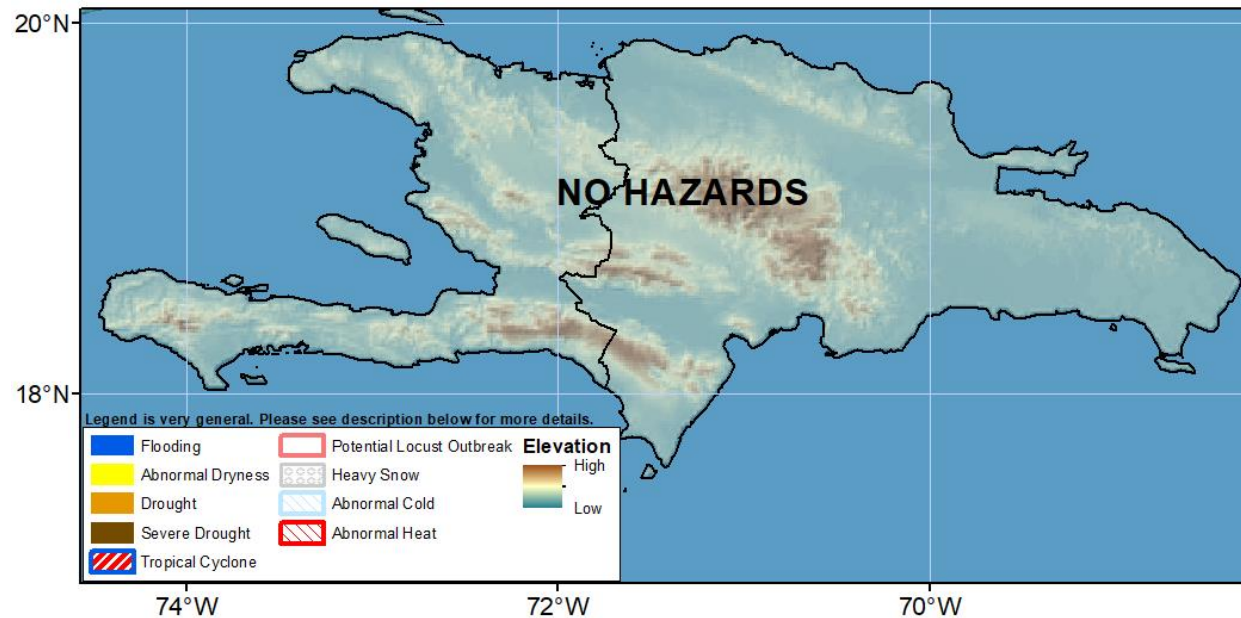 20°N
NO HAZARDS
18°N
Legend is very general. Please see description below for more details.
Flooding
Abnormal Dryness
Drought
Severe Drought
Tropical Cyclone
Potential Locust Outbreak
Heavy Snow
Abnormal Cold
Abnormal Heat
Elevation
High
Low
74°W
72°W
70°W